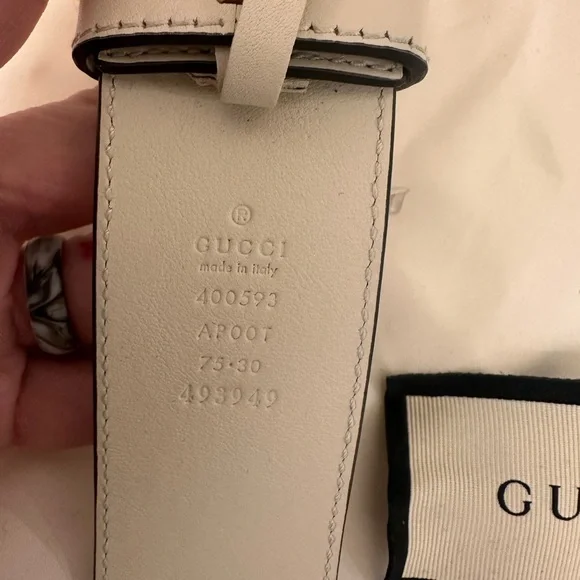 ®
GUCCI
made in italy
400593
AP00T
75·30
493949
GU